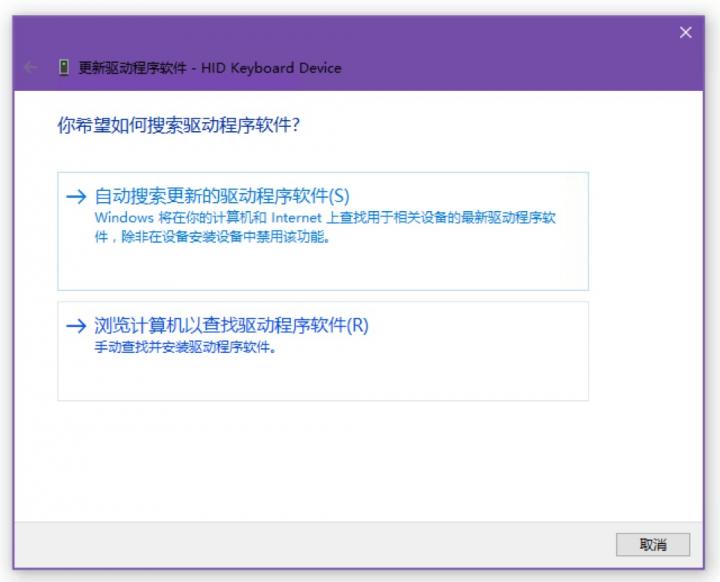 更新驱动程序软件 - HID Keyboard Device
你希望如何搜索驱动程序软件?
自动搜索更新的驱动程序软件(S)
Windows 将在你的计算机和 Internet 上查找用于相关设备的最新驱动程序软
件，除非在设备安装设备中禁用该功能。
浏览计算机以查找驱动程序软件(R)
手动查找并安装驱动程序软件。
取消